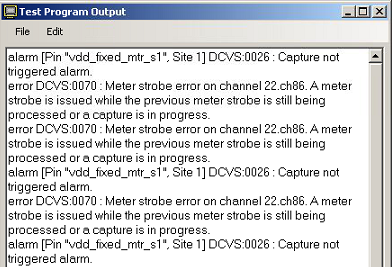 Test Program Output
File Edit
alarm [Pin "vdd_fixed_mtr_s1", Site 1] DCVS:0026 : Capture not
triggered alarm.
error DCVS:0070 : Meter strobe error on channel 22.ch86. A meter
strobe is issued while the previous meter strobe is still being
processed or a capture is in progress.
error DCVS:0070 : Meter strobe error on channel 22.ch86. A meter
strobe is issued while the previous meter strobe is still being
processed or a capture is in progress.
alarm [Pin "vdd_fixed_mtr_s1", Site 1] DCVS:0026 : Capture not
triggered alarm.
error DCVS:0070 : Meter strobe error on channel 22.ch86. A meter
strobe is issued while the previous meter strobe is still being
processed or a capture is in progress.
alarm [Pin "vdd_fixed_mtr_s1", Site 1] DCVS:0026 : Capture not
triggered alarm.